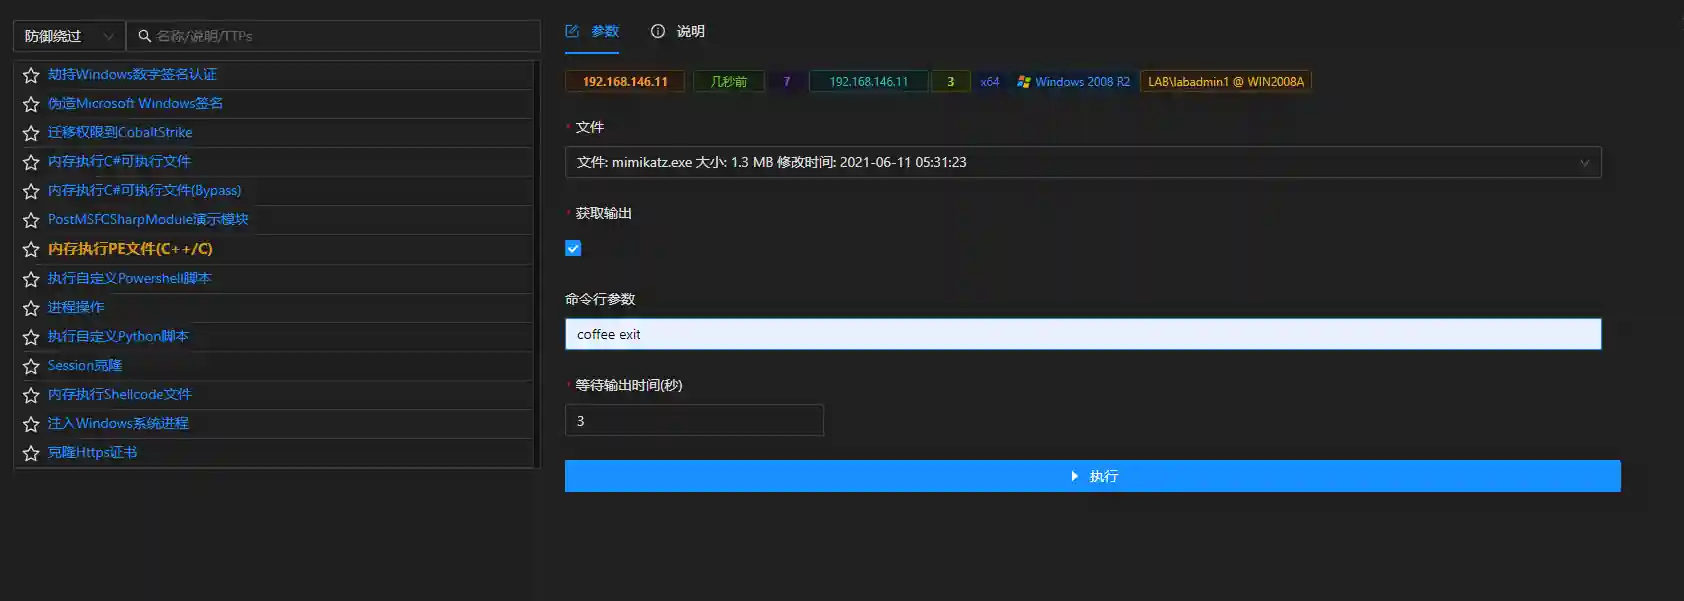 防御绕过
名称/说明/TTPs
劫持Windows数字签名认证
伪造Microsoft Windows签名
迁移权限到CobaltStrike
内存执行C#可执行文件
内存执行C#可执行文件(Bypass)
PostMSFCSharpModule演示模块
内存执行PE文件(C++/C)
执行自定义Powershell脚本
进程操作
执行自定义Python脚本
Session克隆
内存执行Shellcode文件
注入Windows系统进程
克隆Https证书
参数 说明
192.168.146.11 几秒前 7 192.168.146.11 3 x64 Windows 2008 R2 LAB\labadmin1 @ WIN2008A
* 文件
文件: mimikatz.exe 大小: 1.3 MB 修改时间: 2021-06-11 05:31:23
* 获取输出
命令行参数
coffee exit
* 等待输出时间(秒)
3
执行